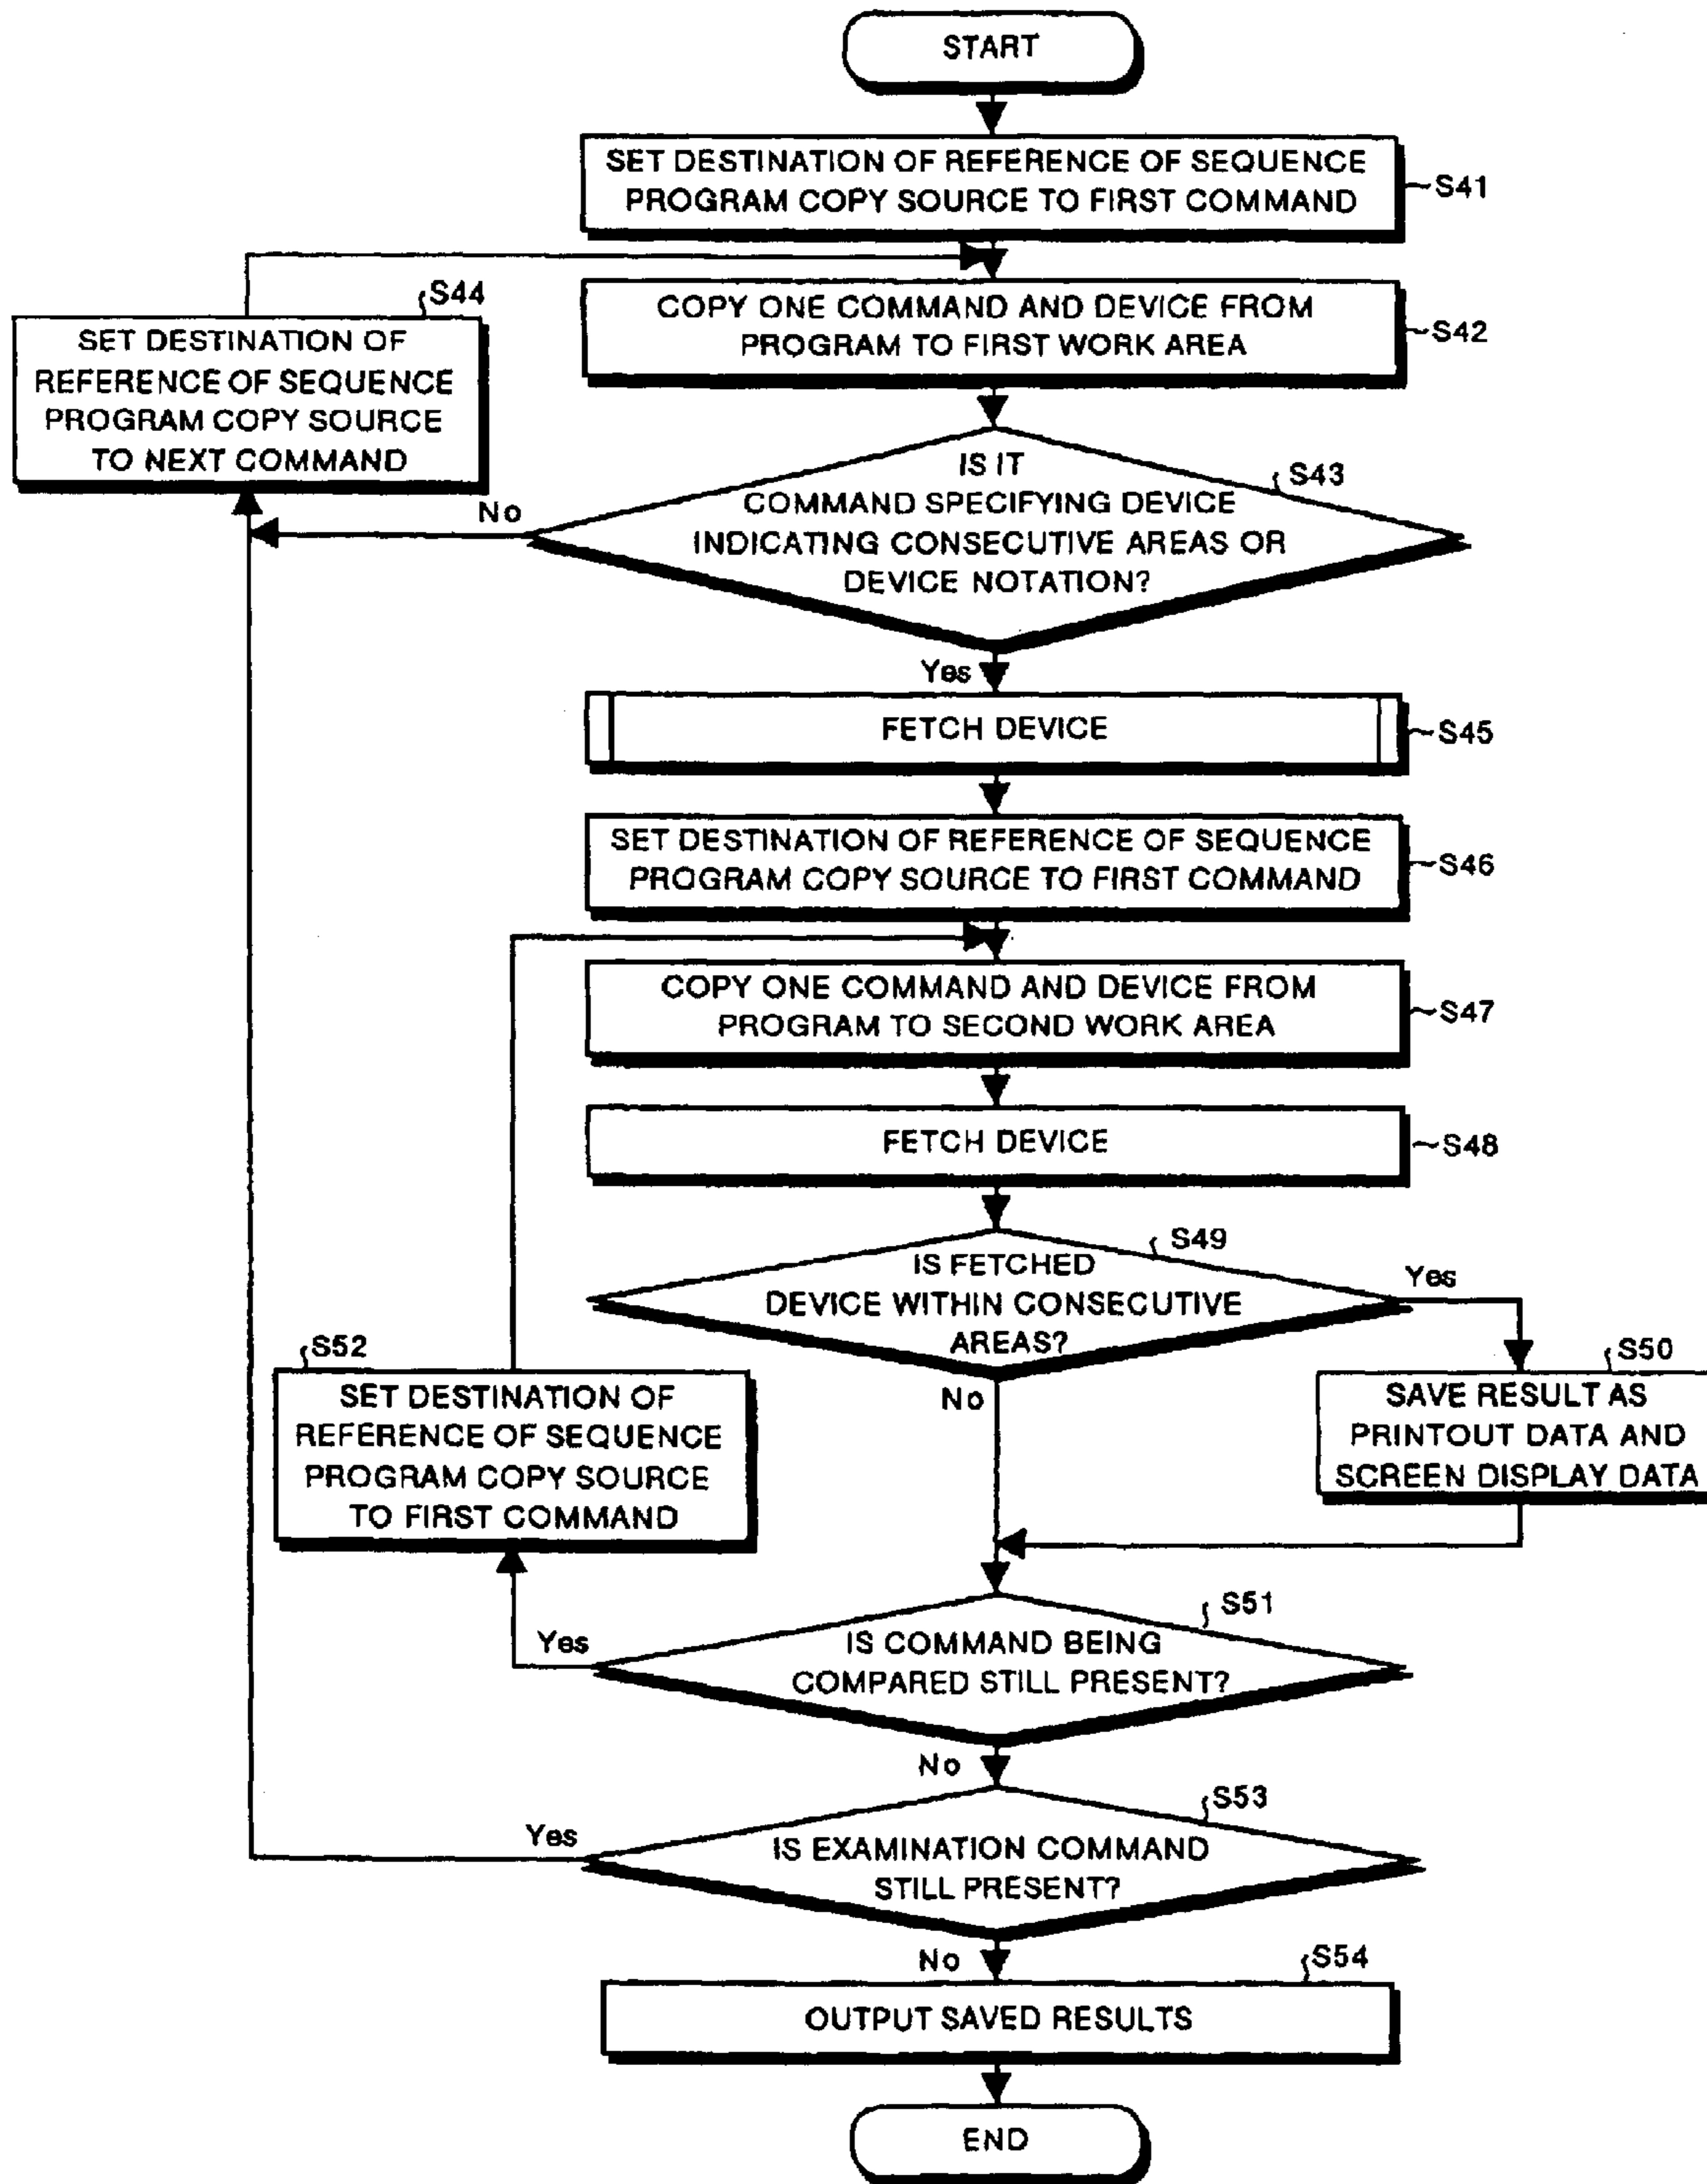 START
SET DESTINATION OF REFERENCE OF SEQUENCE
PROGRAM COPY SOURCE TO FIRST COMMAND
S41
S44
SET DESTINATION OF
REFERENCE OF SEQUENCE
PROGRAM COPY SOURCE
TO NEXT COMMAND
COPY ONE COMMAND AND DEVICE FROM
PROGRAM TO FIRST WORK AREA
S42
IS IT
COMMAND SPECIFYING DEVICE
INDICATING CONSECUTIVE AREAS OR
DEVICE NOTATION?
S43
No
Yes
FETCH DEVICE
S45
SET DESTINATION OF REFERENCE OF SEQUENCE
PROGRAM COPY SOURCE TO FIRST COMMAND
S46
COPY ONE COMMAND AND DEVICE FROM
PROGRAM TO SECOND WORK AREA
S47
FETCH DEVICE
S48
IS FETCHED
DEVICE WITHIN CONSECUTIVE
AREAS?
S49
Yes
No
S50
SAVE RESULT AS
PRINTOUT DATA AND
SCREEN DISPLAY DATA
S52
SET DESTINATION OF
REFERENCE OF SEQUENCE
PROGRAM COPY SOURCE
TO FIRST COMMAND
S51
IS COMMAND BEING
COMPARED STILL PRESENT?
Yes
No
S53
IS EXAMINATION COMMAND
STILL PRESENT?
Yes
No
S54
OUTPUT SAVED RESULTS
END